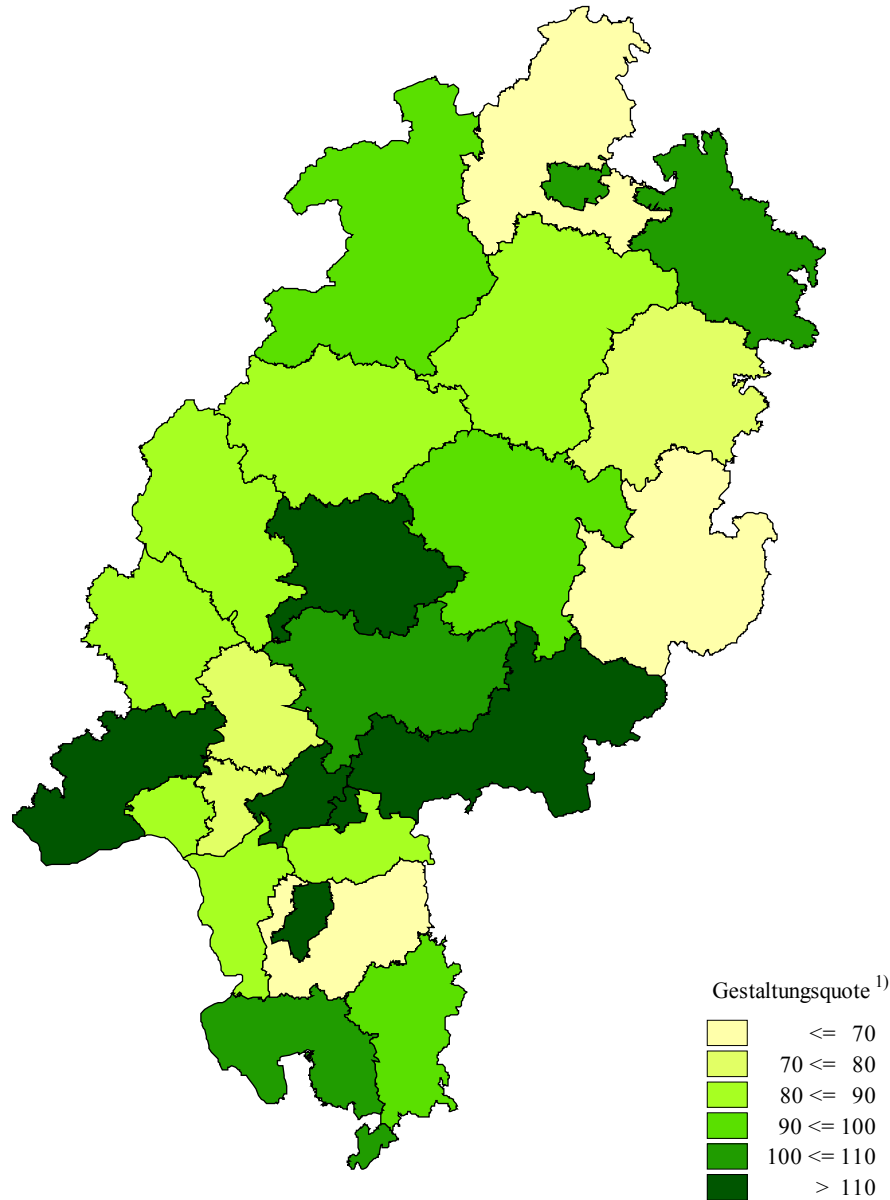 Gestaltungsquote 1)
<= 70
70 <= 80
80 <= 90
90 <= 100
100 <= 110
> 110